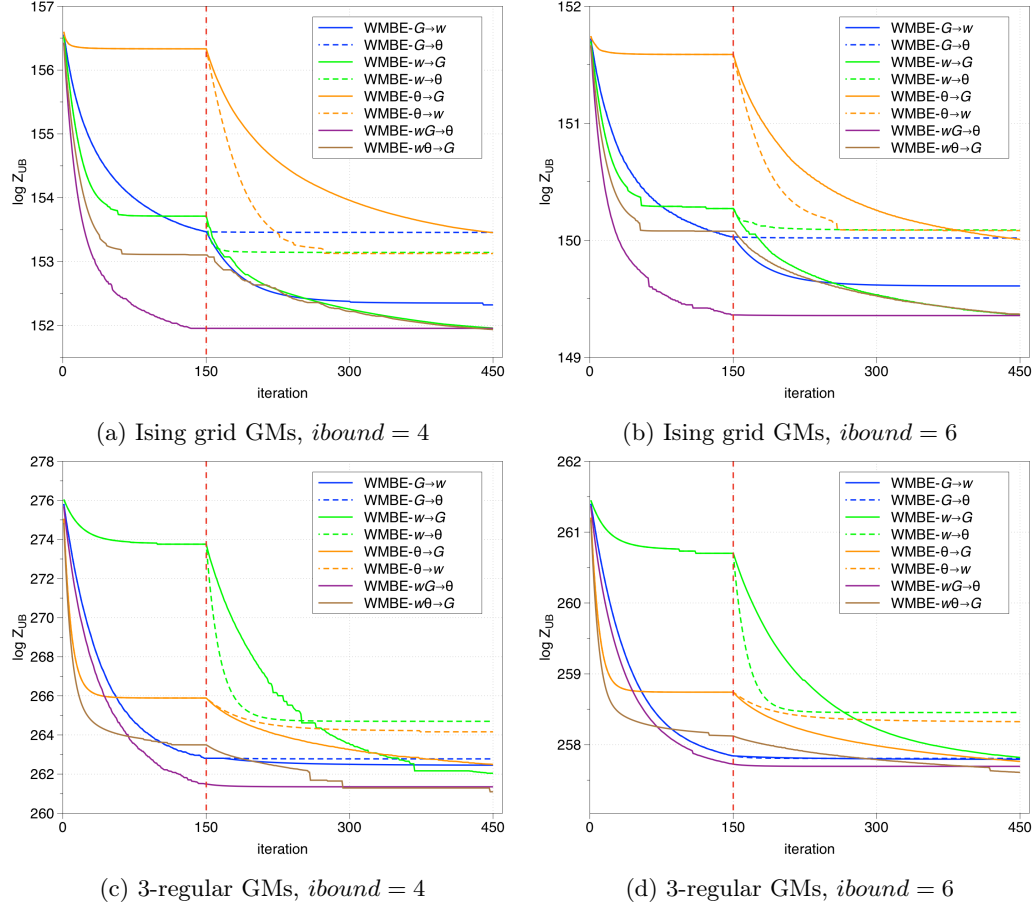 157
156
155
154
153
152
log Z_UB
0
150
300
450
iteration
WMBE-G→w
WMBE-G→θ
WMBE-w→G
WMBE-w→θ
WMBE-θ→G
WMBE-θ→w
WMBE-wG→θ
WMBE-wθ→G
(a) Ising grid GMs, ibound = 4
152
151
150
149
log Z_UB
0
150
300
450
iteration
WMBE-G→w
WMBE-G→θ
WMBE-w→G
WMBE-w→θ
WMBE-θ→G
WMBE-θ→w
WMBE-wG→θ
WMBE-wθ→G
(b) Ising grid GMs, ibound = 6
278
276
274
272
270
268
266
264
262
260
log Z_UB
0
150
300
450
iteration
WMBE-G→w
WMBE-G→θ
WMBE-w→G
WMBE-w→θ
WMBE-θ→G
WMBE-θ→w
WMBE-wG→θ
WMBE-wθ→G
(c) 3-regular GMs, ibound = 4
262
261
260
259
258
log Z_UB
0
150
300
450
iteration
WMBE-G→w
WMBE-G→θ
WMBE-w→G
WMBE-w→θ
WMBE-θ→G
WMBE-θ→w
WMBE-wG→θ
WMBE-wθ→G
(d) 3-regular GMs, ibound = 6